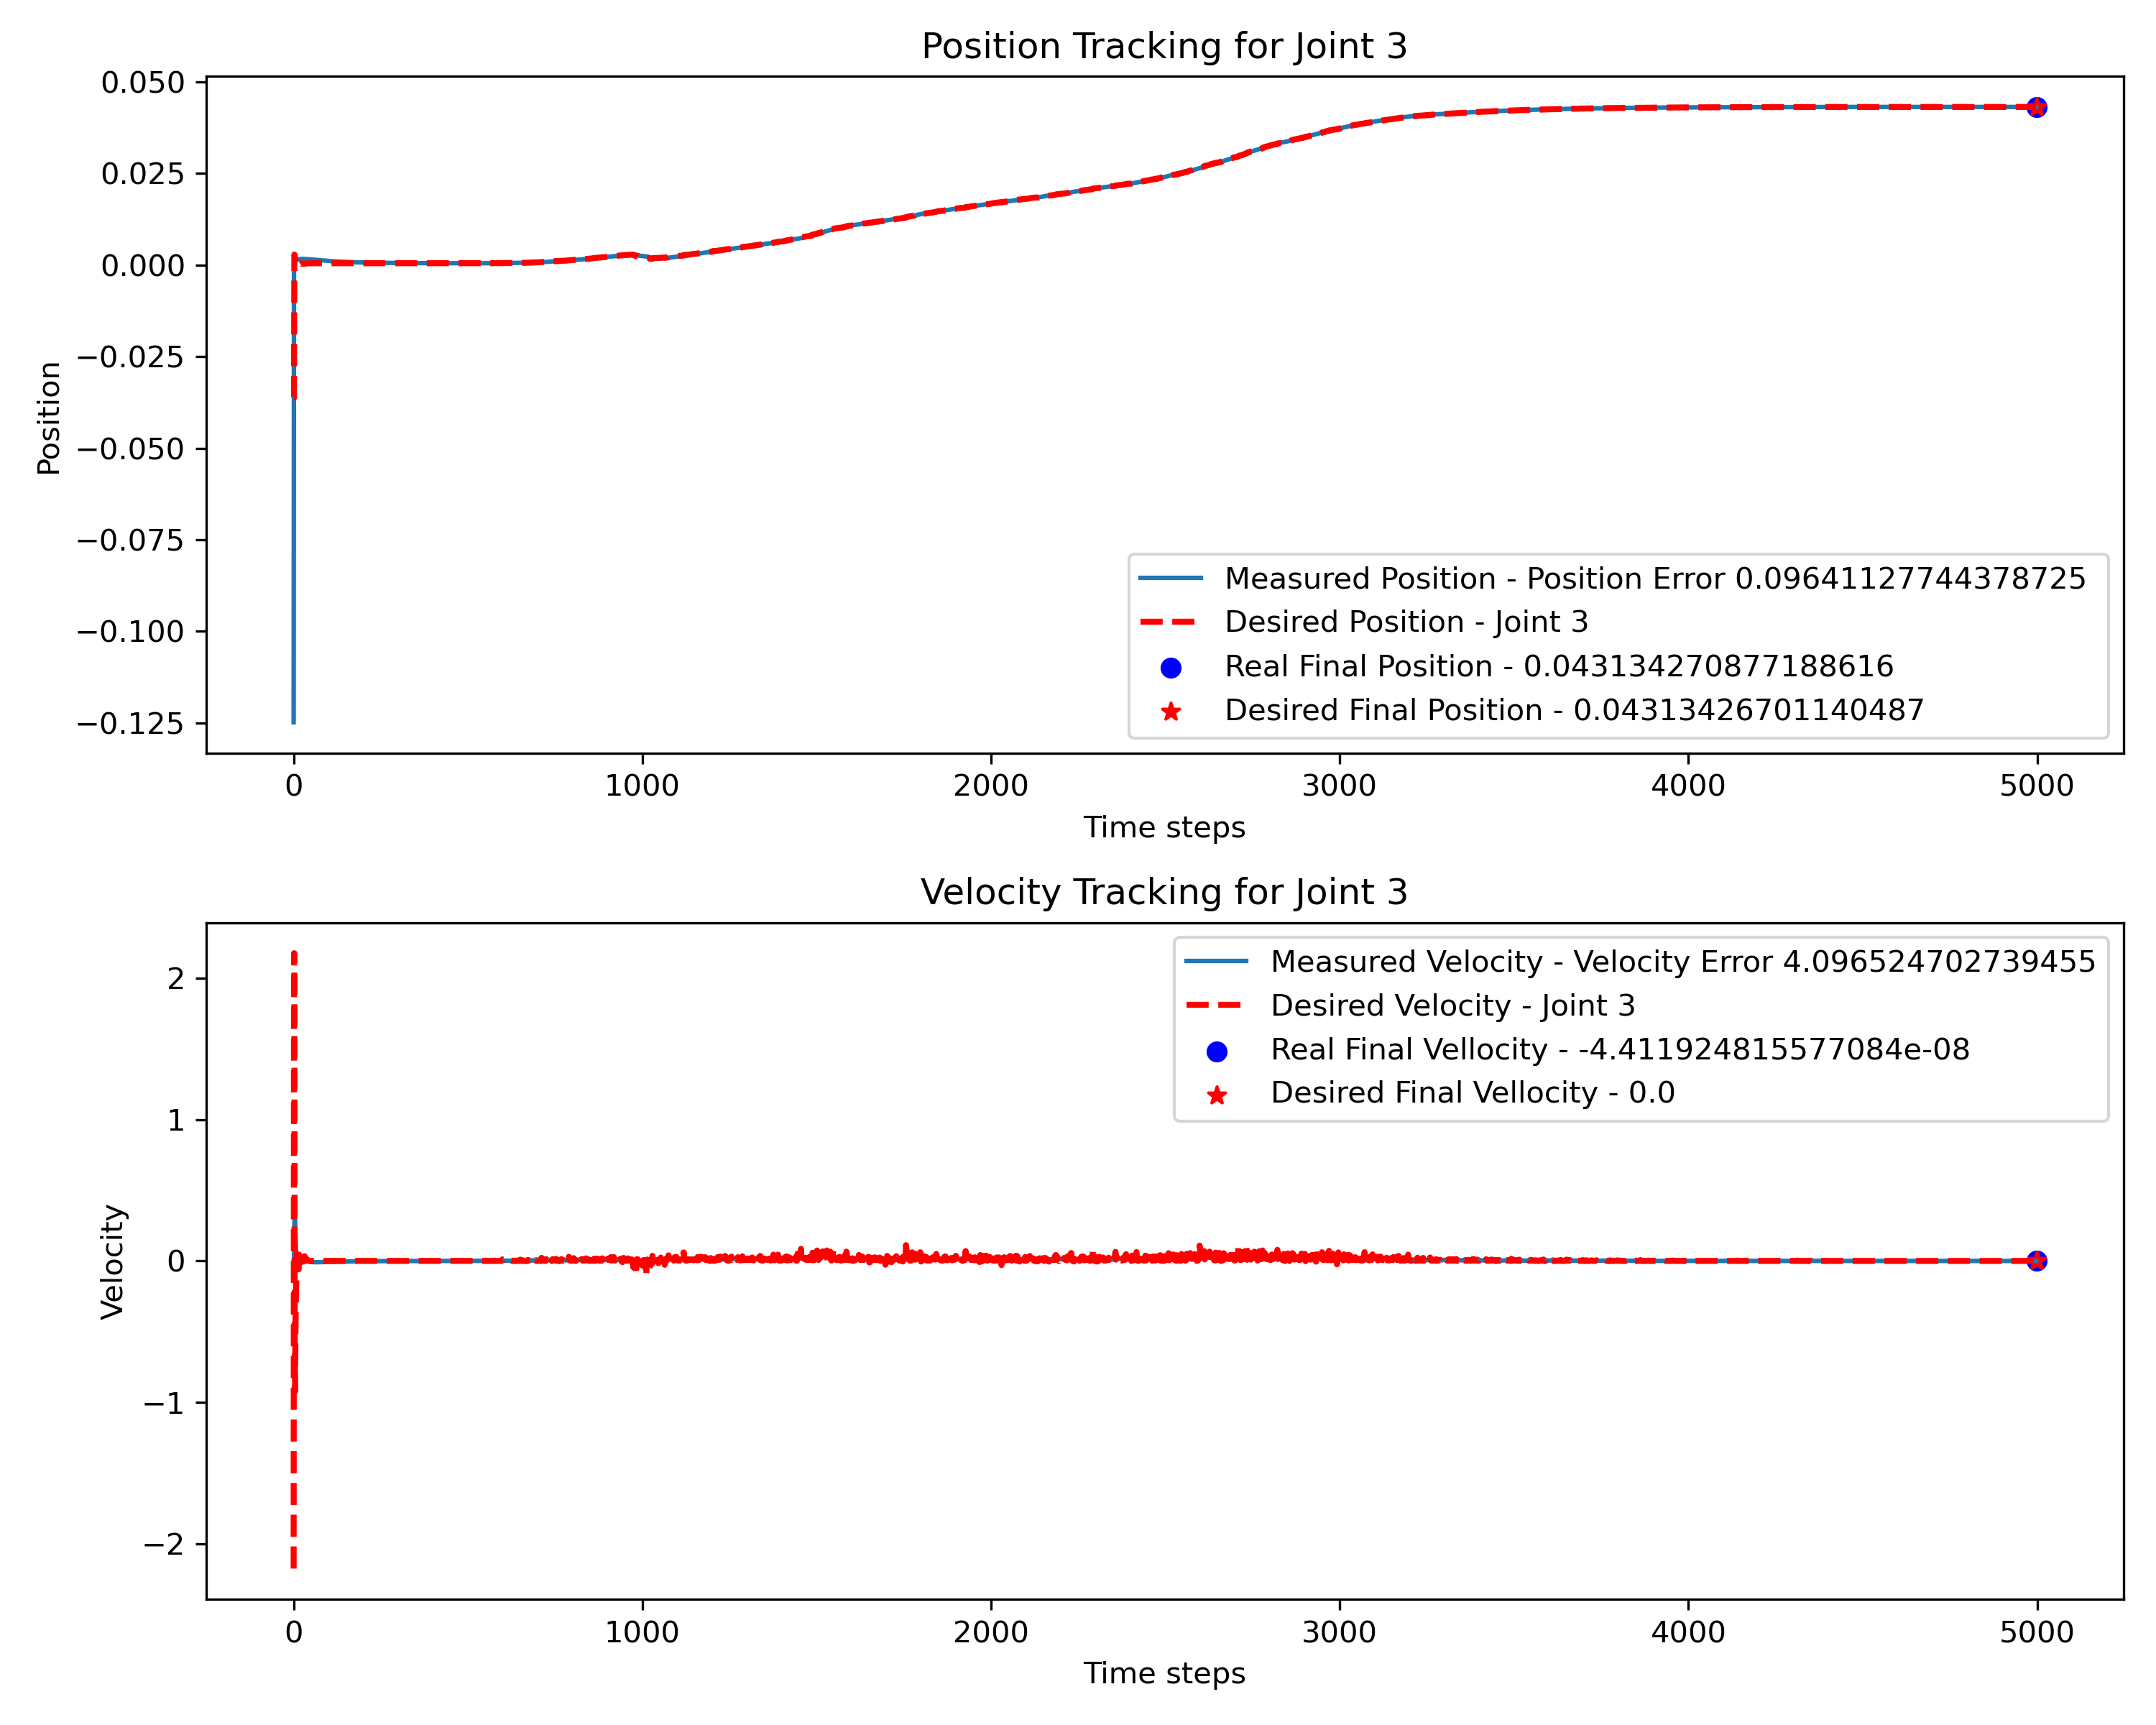 Position Tracking for Joint 3
0.050
0.025
0.000
−0.025
−0.050
−0.075
−0.100
−0.125
Position
Measured Position - Position Error 0.09641127744378725
Desired Position - Joint 3
Real Final Position - 0.043134270877188616
Desired Final Position - 0.04313426701140487
0 1000 2000 3000 4000 5000
Time steps
Velocity Tracking for Joint 3
2
1
0
−1
−2
Velocity
Measured Velocity - Velocity Error 4.096524702739455
Desired Velocity - Joint 3
Real Final Vellocity - -4.411924815577084e-08
Desired Final Vellocity - 0.0
0 1000 2000 3000 4000 5000
Time steps